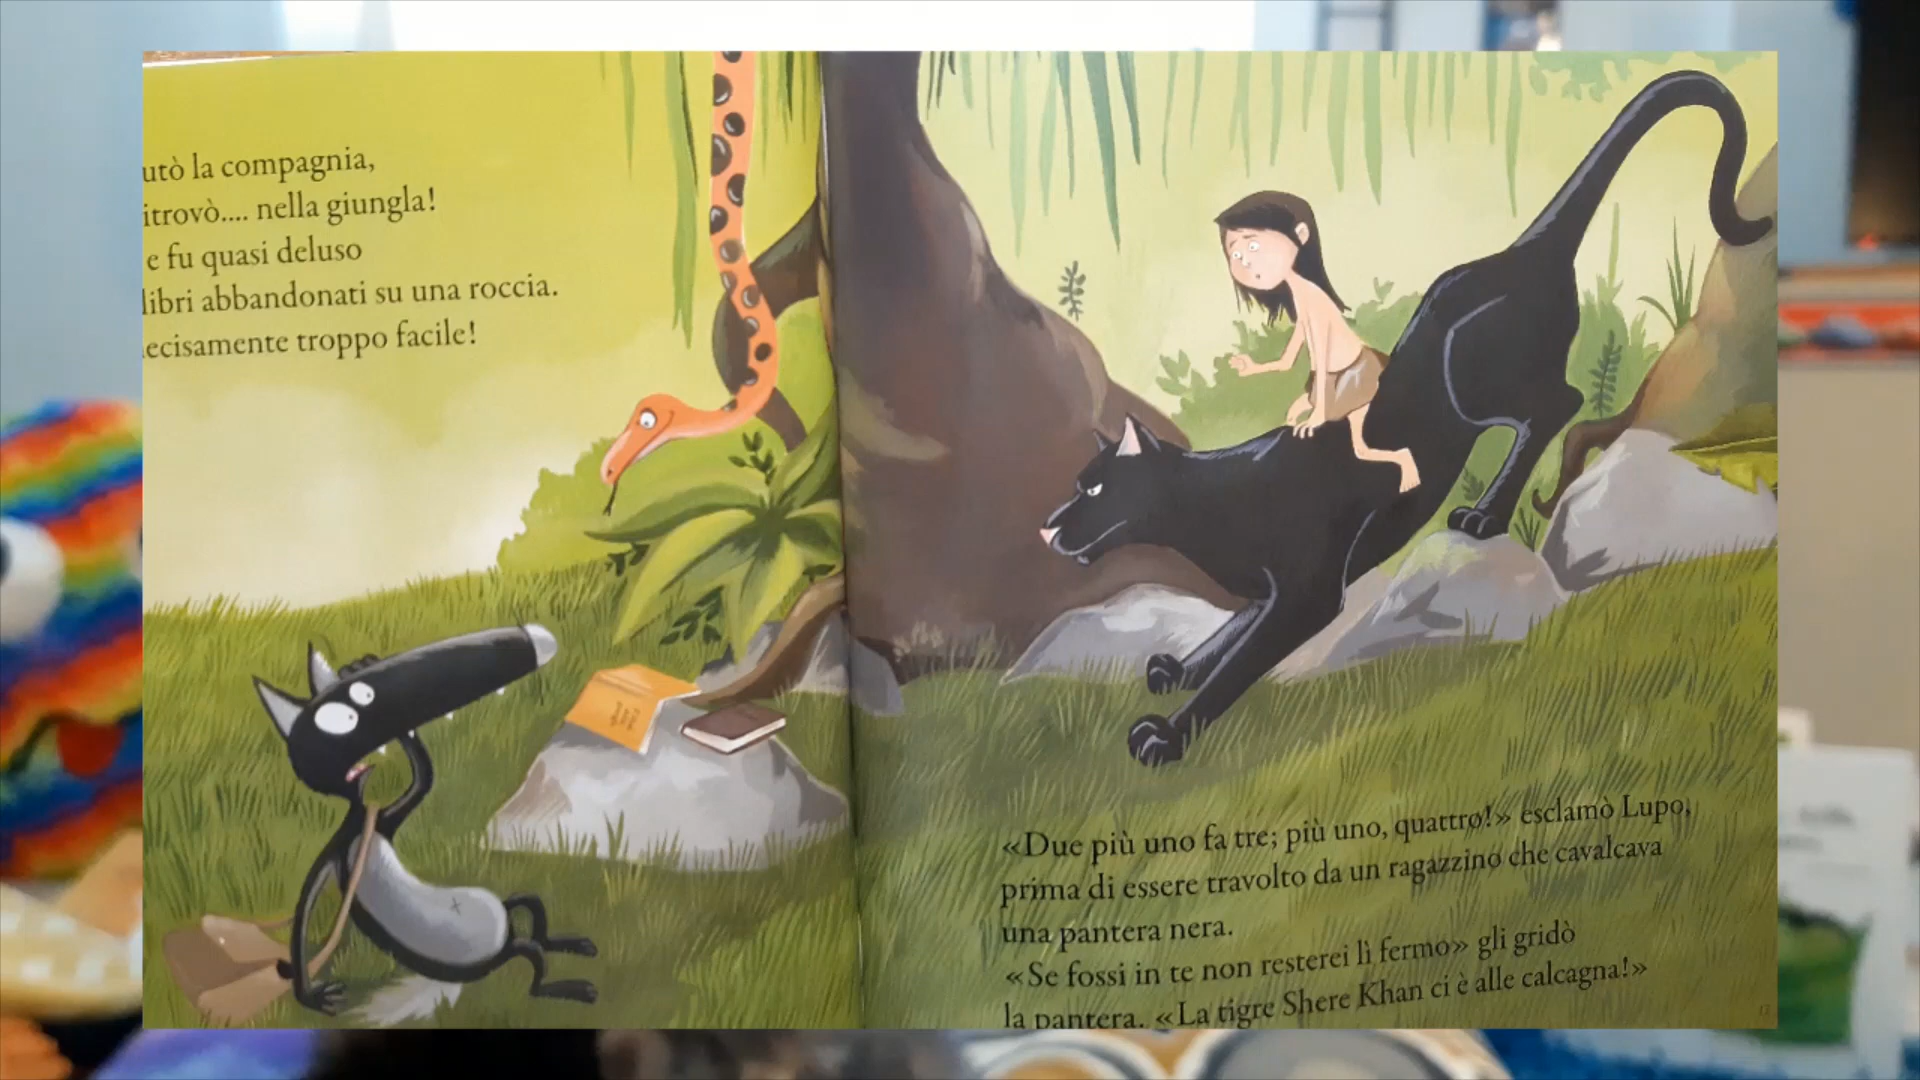 utò la compagnia,
itrovò.... nella giungla!
e fu quasi deluso
libri abbandonati su una roccia.
ecisamente troppo facile!
«Due più uno fa tre; più uno, quattro!» esclamò Lupo,
prima di essere travolto da un ragazzino che cavalcava
una pantera nera.
«Se fossi in te non resterei lì fermo» gli gridò
la pantera. «La tigre Shere Khan ci è alle calcagna!»